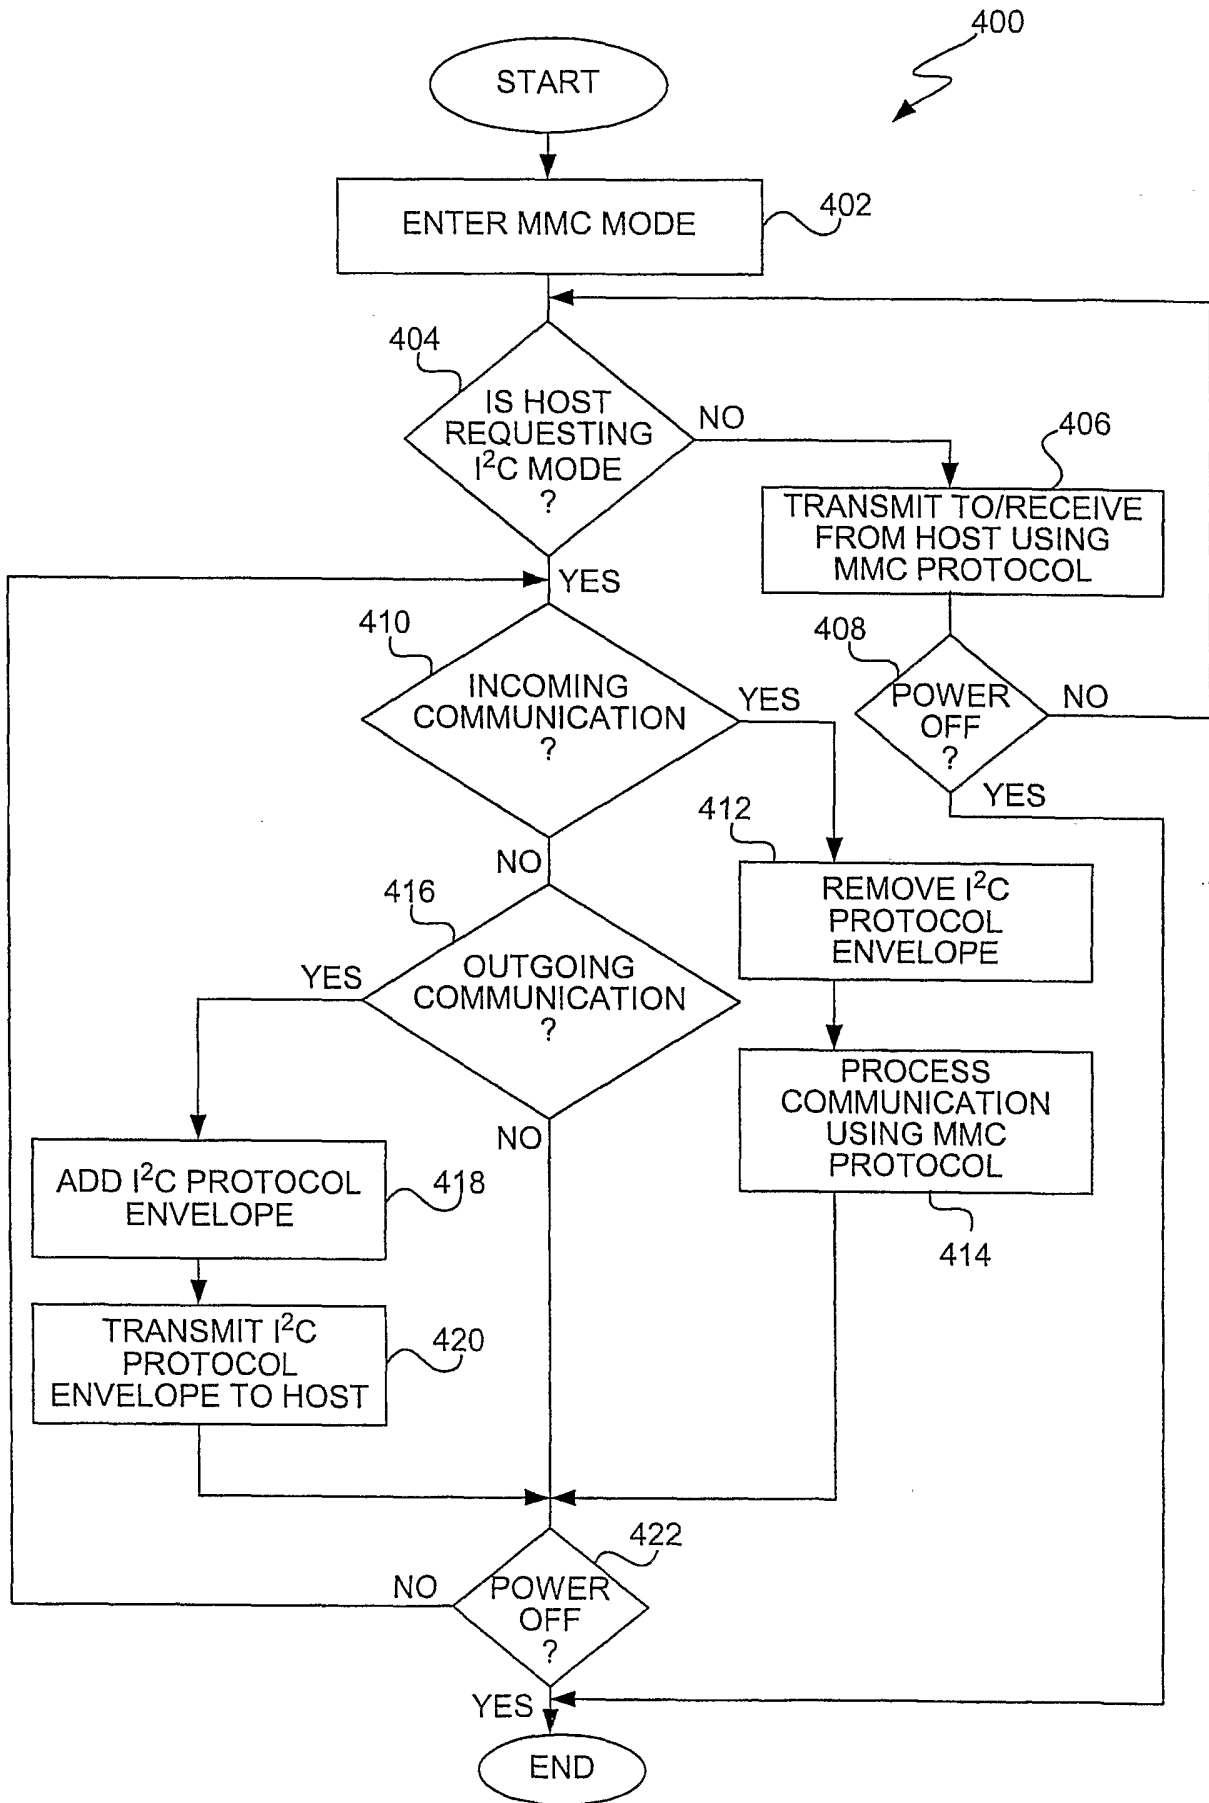 400
START
402
ENTER MMC MODE
404
IS HOST
REQUESTING
I²C MODE
?
NO
406
TRANSMIT TO/RECEIVE
FROM HOST USING
MMC PROTOCOL
YES
408
POWER
OFF
?
NO
YES
410
INCOMING
COMMUNICATION
?
YES
NO
412
REMOVE I²C
PROTOCOL
ENVELOPE
416
OUTGOING
COMMUNICATION
?
YES
NO
PROCESS
COMMUNICATION
USING MMC
PROTOCOL
414
ADD I²C PROTOCOL
ENVELOPE
418
TRANSMIT I²C
PROTOCOL
ENVELOPE TO HOST
420
422
POWER
OFF
?
NO
YES
END